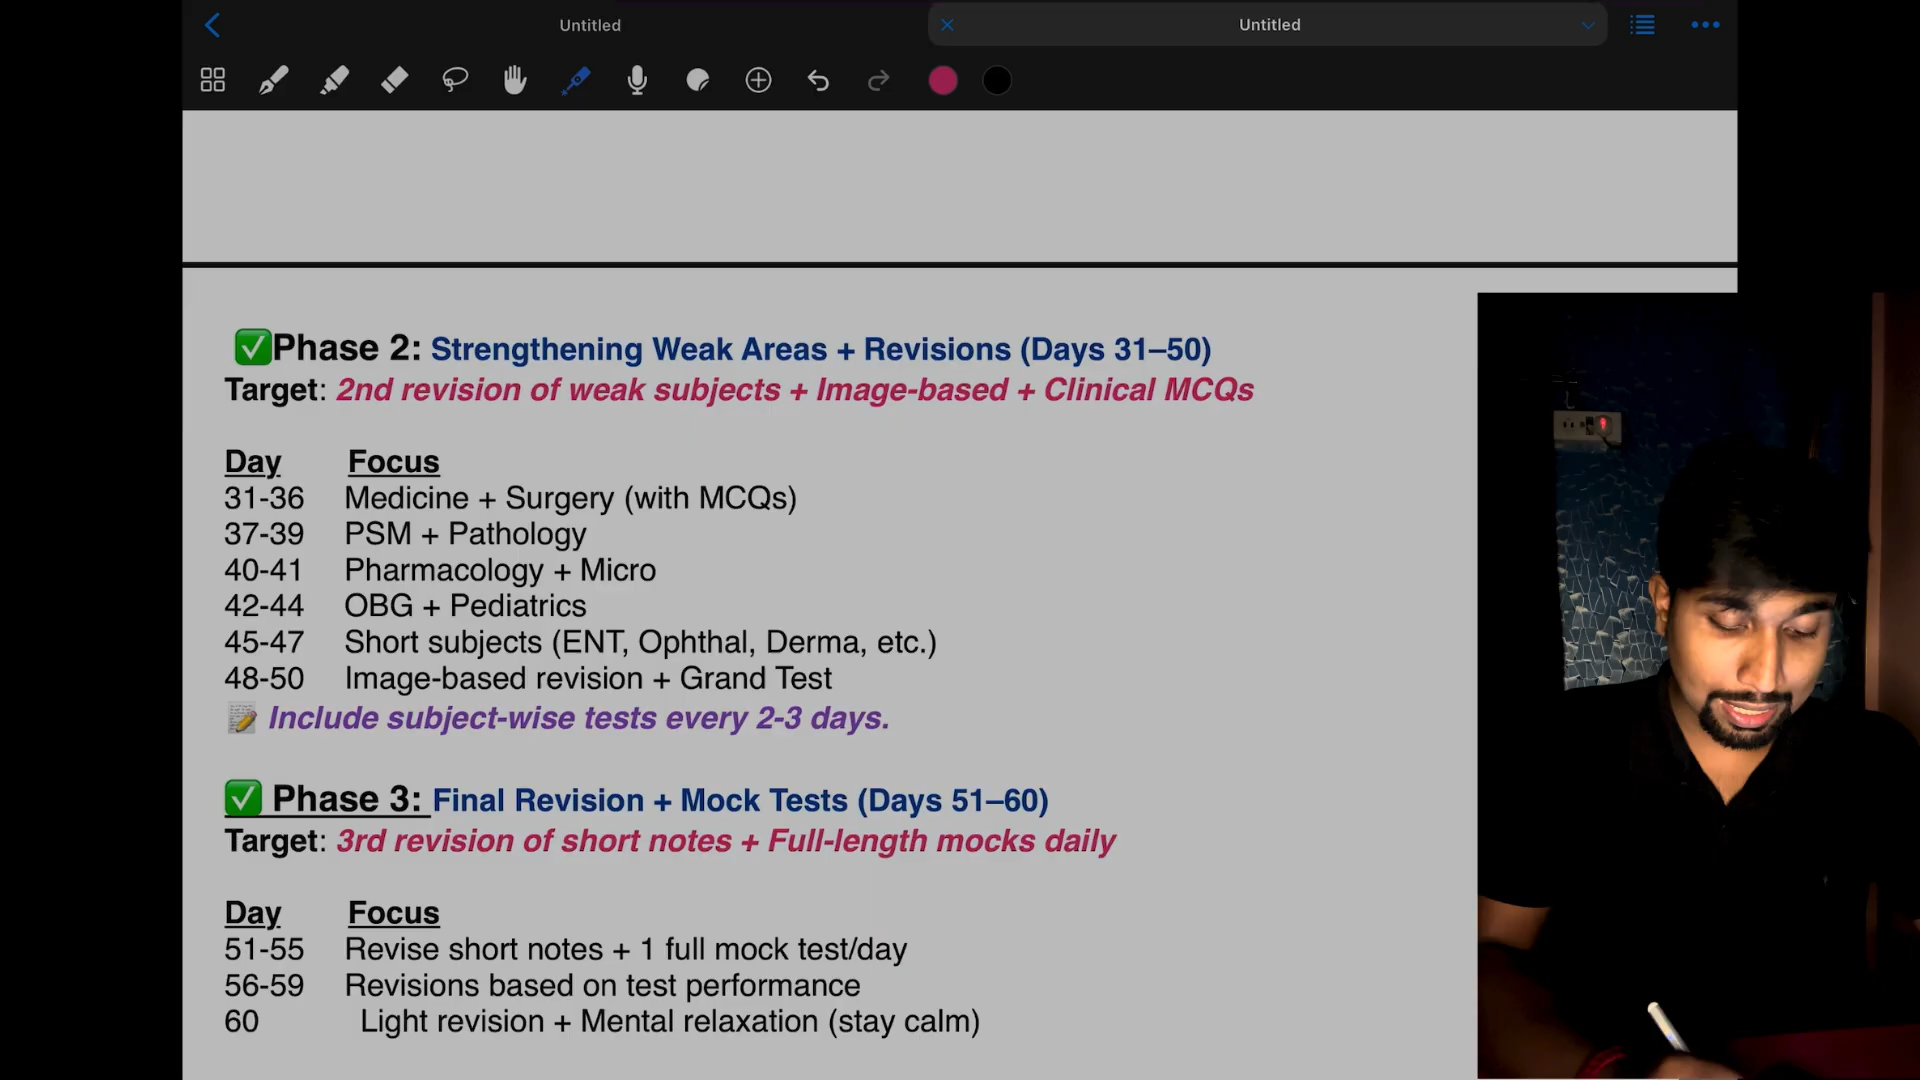 Untitled
Untitled
✅Phase 2: Strengthening Weak Areas + Revisions (Days 31–50)
Target: 2nd revision of weak subjects + Image-based + Clinical MCQs
Day Focus
31-36 Medicine + Surgery (with MCQs)
37-39 PSM + Pathology
40-41 Pharmacology + Micro
42-44 OBG + Pediatrics
45-47 Short subjects (ENT, Ophthal, Derma, etc.)
48-50 Image-based revision + Grand Test
📝 Include subject-wise tests every 2-3 days.
✅ Phase 3: Final Revision + Mock Tests (Days 51–60)
Target: 3rd revision of short notes + Full-length mocks daily
Day Focus
51-55 Revise short notes + 1 full mock test/day
56-59 Revisions based on test performance
60 Light revision + Mental relaxation (stay calm)